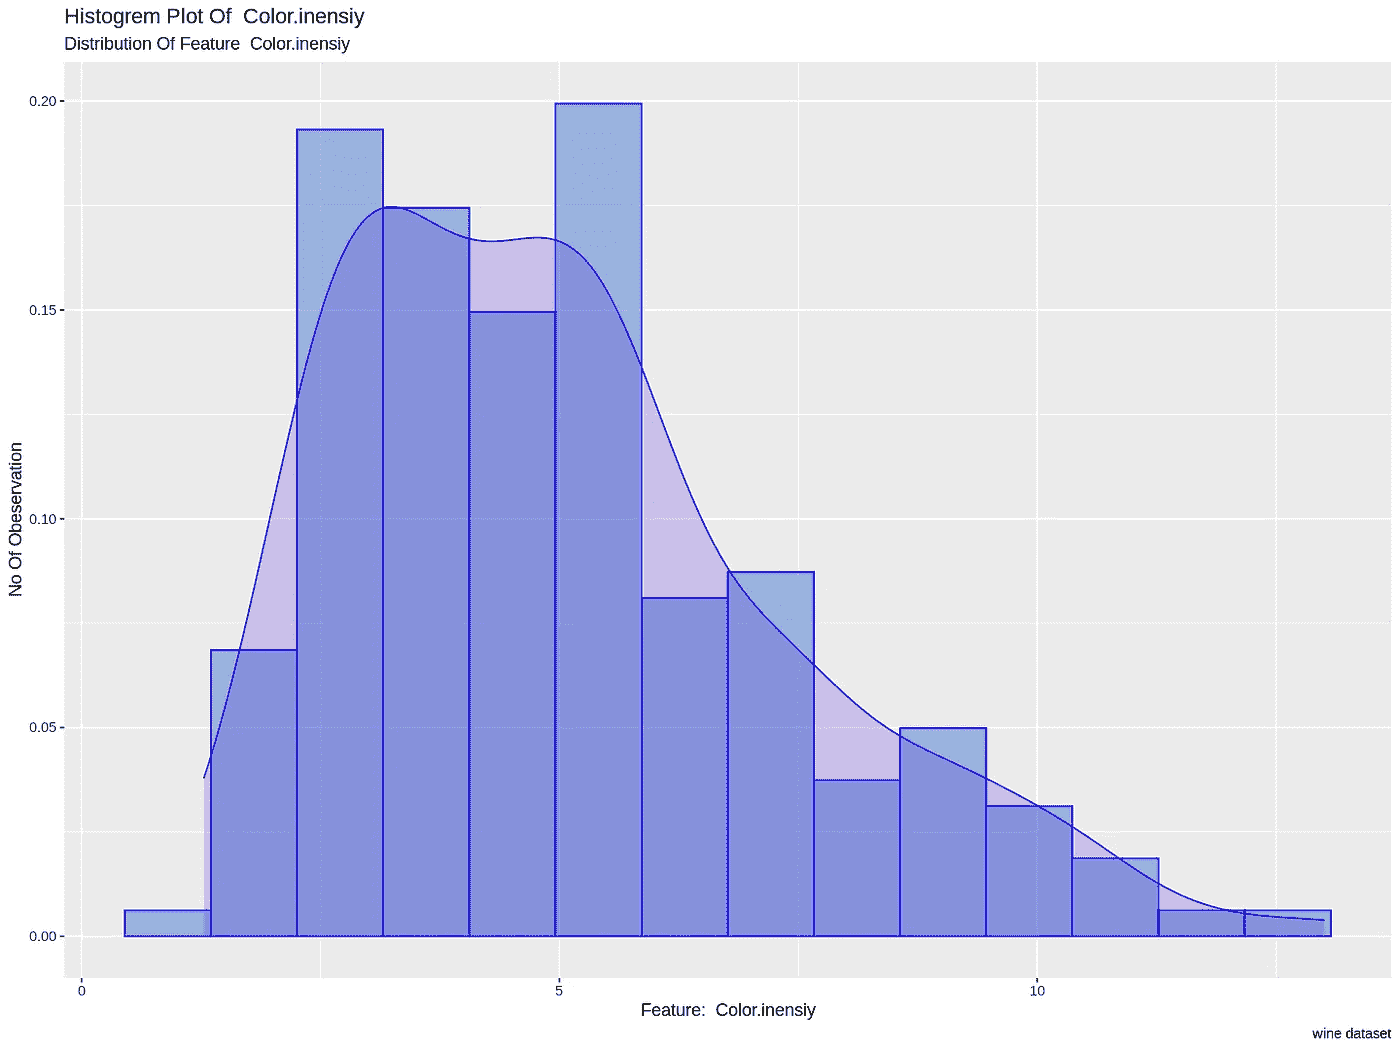 Histogrem Plot Of  Color.inensiy
Distribution Of Feature  Color.inensiy
0.20
0.15
0.10
0.05
0.00
No Of Obeservation
0 5 10
Feature:  Color.inensiy
wine dataset